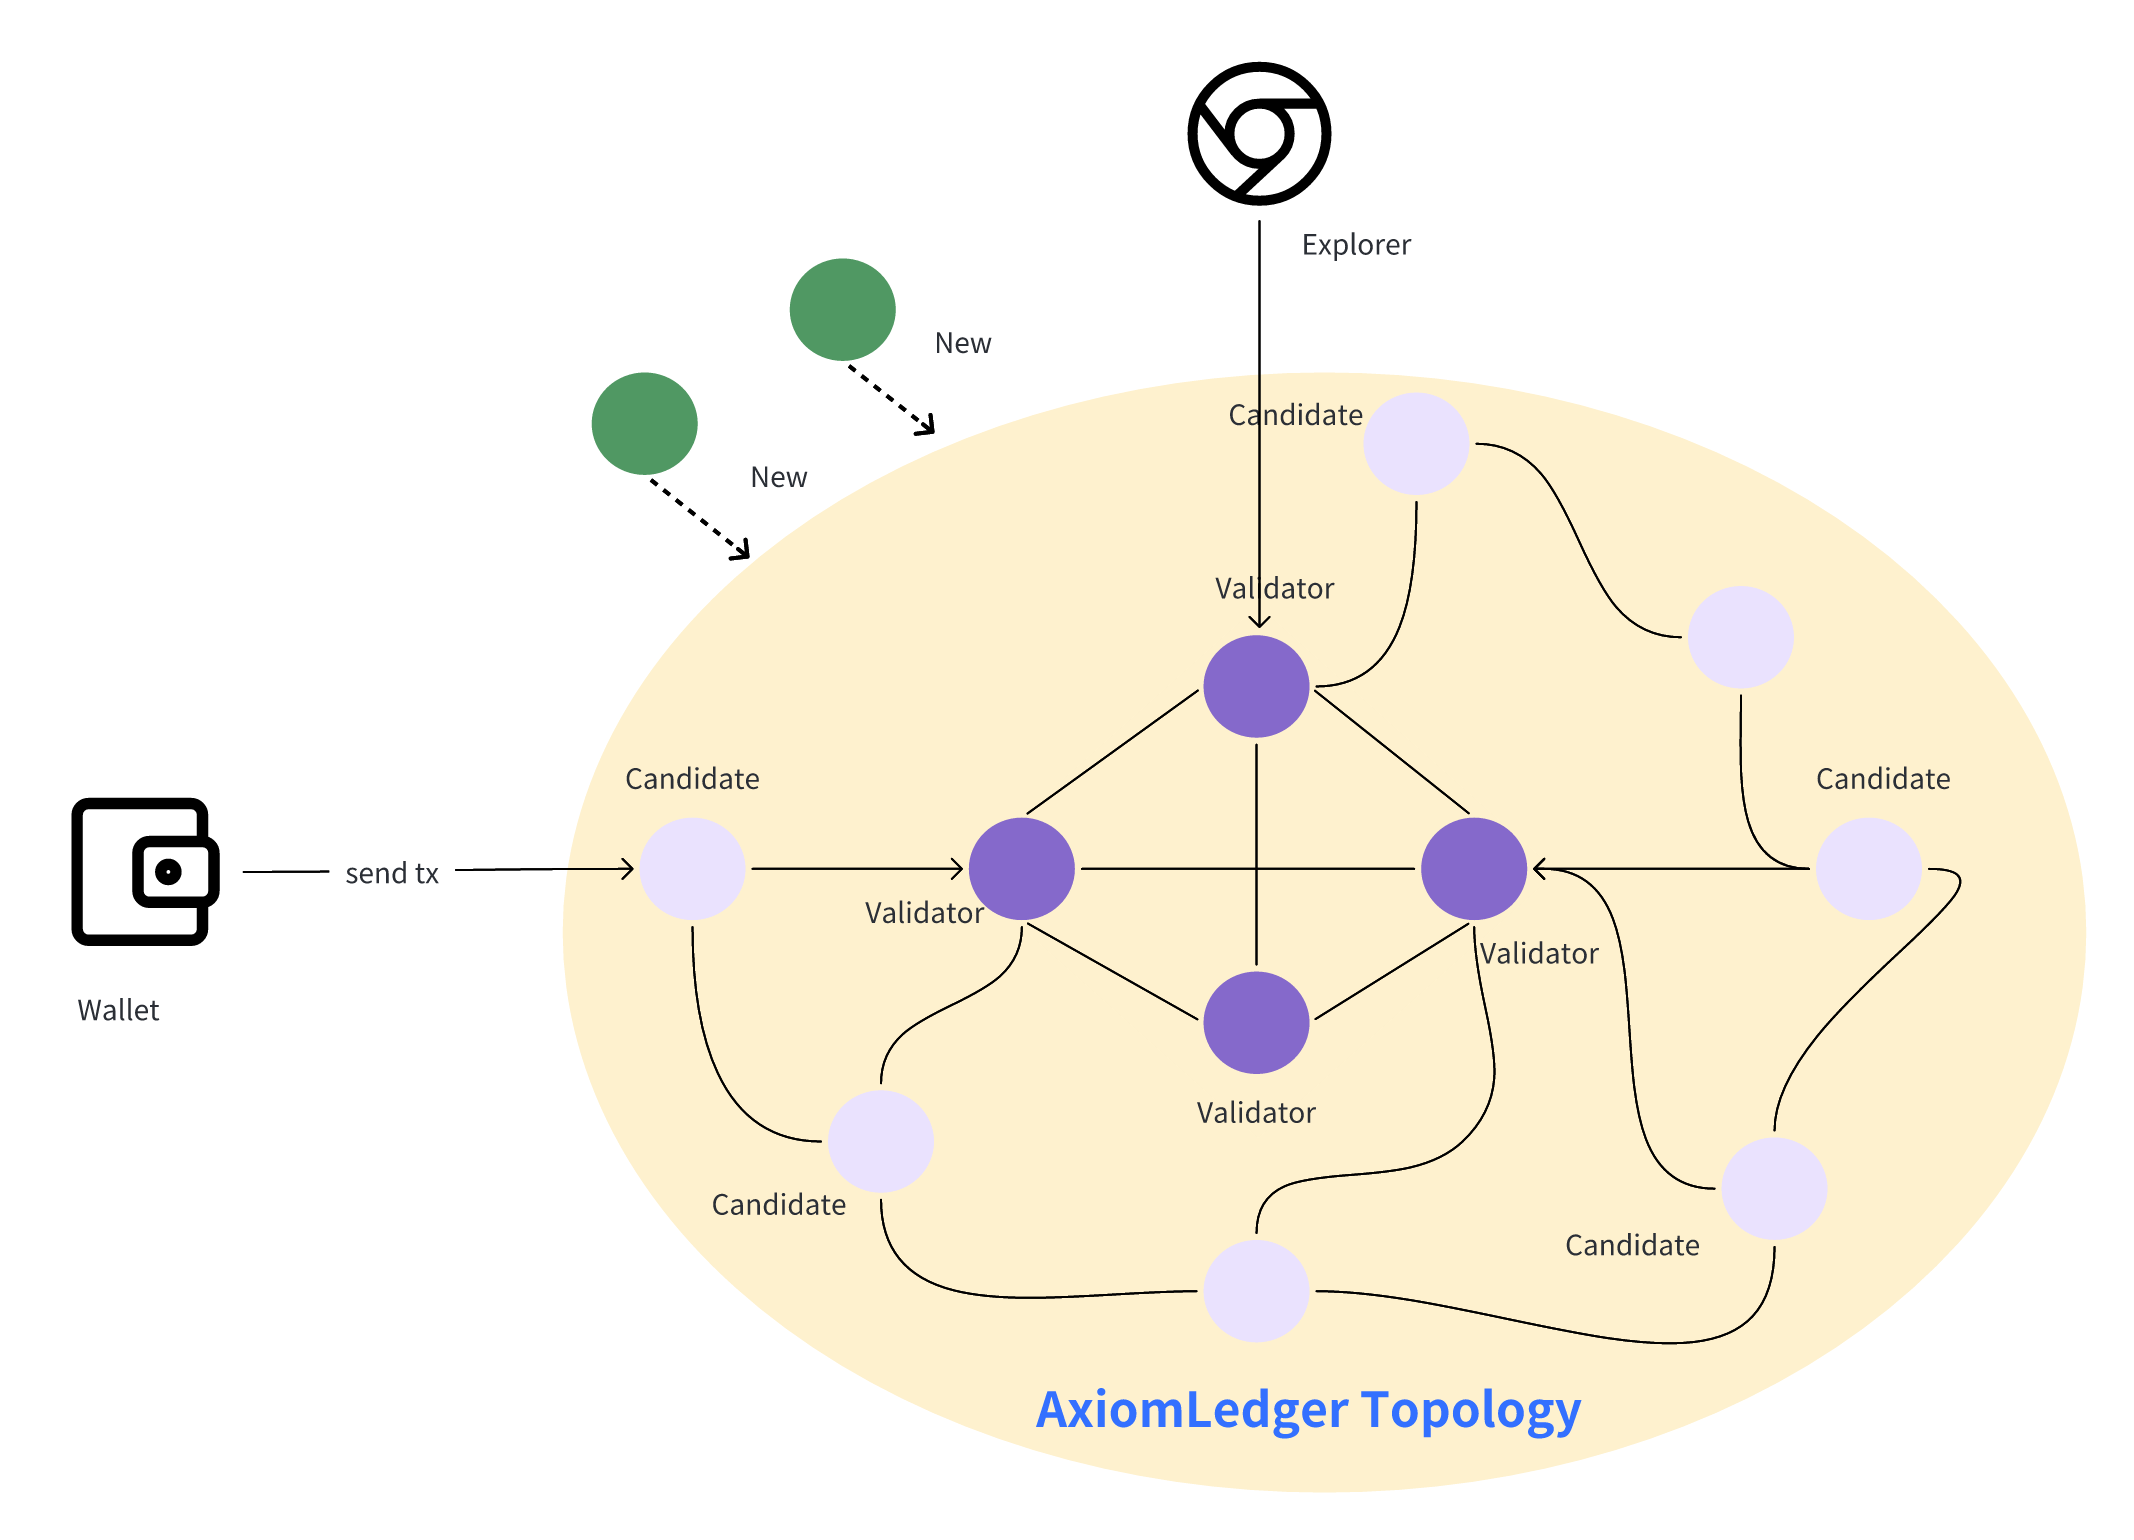 Explorer
New
Candidate
New
Validator
Candidate
Candidate
send tx
Validator
Validator
Wallet
Validator
Candidate
Candidate
AxiomLedger Topology